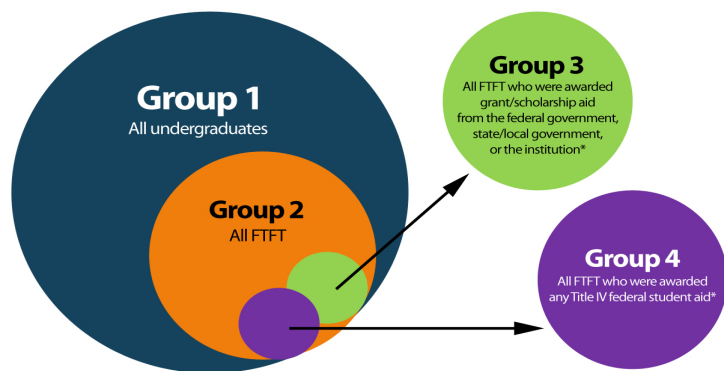 Group 1
All undergraduates
Group 2
All FTFT
Group 3
All FTFT who were awarded
grant/scholarship aid
from the federal government,
state/local government,
or the institution*
Group 4
All FTFT who were awarded
any Title IV federal student aid*